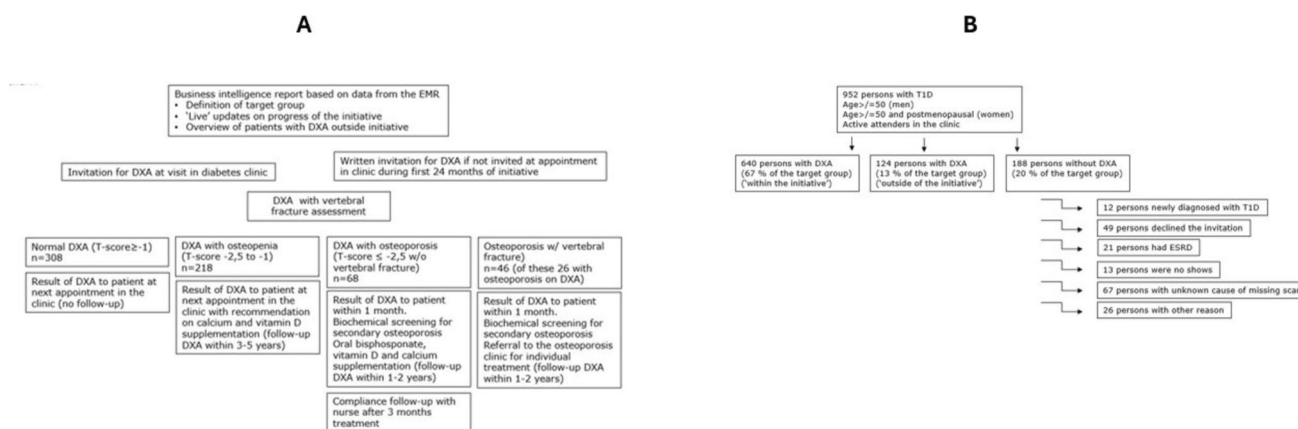 A
Business intelligence report based on data from the EMR
• Definition of target group
• 'Live' updates on progress of the initiative
• Overview of patients with DXA outside initiative
Invitation for DXA at visit in diabetes clinic
Written invitation for DXA if not invited at appointment
in clinic during first 24 months of initiative
DXA with vertebral
fracture assessment
Normal DXA (T-score≥-1)
n=308
Result of DXA to patient at
next appointment in the
clinic (no follow-up)
DXA with osteopenia
(T-score -2,5 to -1)
n=218
Result of DXA to patient at
next appointment in the
clinic with recommendation
on calcium and vitamin D
supplementation (follow-up
DXA within 3-5 years)
DXA with osteoporosis
(T-score ≤ -2,5 w/o
vertebral fracture)
n=68
Result of DXA to patient
within 1 month.
Biochemical screening for
secondary osteoporosis
Oral bisphosponate,
vitamin D and calcium
supplementation (follow-up
DXA within 1-2 years)
Compliance follow-up with
nurse after 3 months
treatment
Osteoporosis w/ vertebral
fracture)
n=46 (of these 26 with
osteoporosis on DXA)
Result of DXA to patient
within 1 month.
Biochemical screening for
secondary osteoporosis
Referral to the osteoporosis
clinic for individual
treatment (follow-up DXA
within 1-2 years)
B
952 persons with T1D
Age>/=50 (men)
Age>/=50 and postmenopausal (women)
Active attenders in the clinic
640 persons with DXA
(67 % of the target group)
('within the initiative')
124 persons with DXA
(13 % of the target group)
('outside of the initiative')
188 persons without DXA
(20 % of the target group)
12 persons newly diagnosed with T1D
49 persons declined the invitation
21 persons had ESRD
13 persons were no shows
67 persons with unknown cause of missing scan
26 persons with other reason